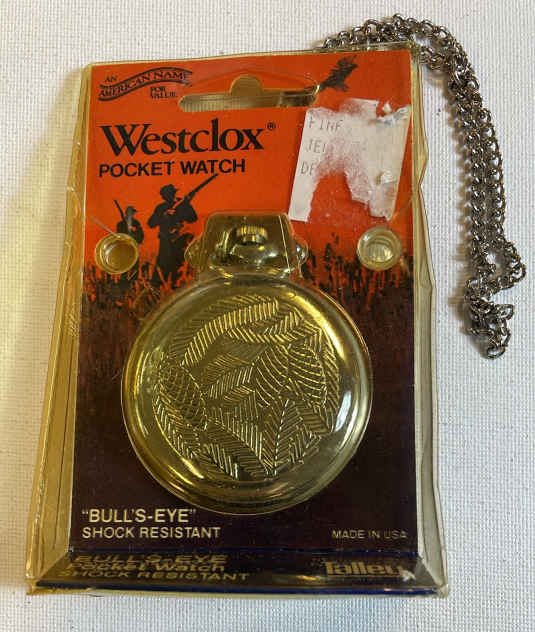 AN
AMERICAN NAME
FOR
VALUE.
Westclox®
POCKET WATCH
"BULL'S-EYE"
SHOCK RESISTANT
MADE IN USA
BULL'S-EYE
Pocket Watch
SHOCK RESISTANT
Talley